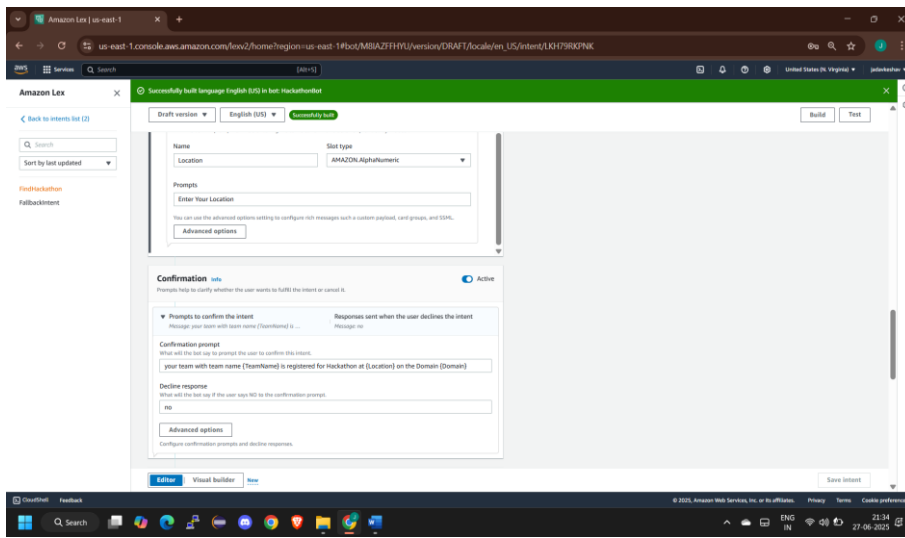 Amazon Lex | us-east-1
us-east-1.console.aws.amazon.com/lexv2/home?region=us-east-1#bot/M8IAZFFHYU/version/DRAFT/locale/en_US/intent/LKH79RKPNK
aws Services Search [Alt+S] United States (N. Virginia)
Amazon Lex
Successfully built language English (US) in bot: HackathonBot
Back to intents list (2)
Draft version English (US) Successfully built Build Test
Search
Sort by last updated
FindHackathon
FallbackIntent
Name Slot type
Location AMAZON.AlphaNumeric
Prompts
Enter Your Location
You can use the advanced options setting to configure rich messages such a custom payload, card groups, and SSML.
Advanced options
Confirmation Info Active
Prompts help to clarify whether the user wants to fulfill the intent or cancel it.
Prompts to confirm the intent Responses sent when the user declines the intent
Message: your team with team name {TeamName} is ... Message: no
Confirmation prompt
What will the bot say to prompt the user to confirm this intent.
your team with team name {TeamName} is registered for Hackathon at {Location} on the Domain {Domain}
Decline response
What will the bot say if the user says NO to the confirmation prompt.
no
Advanced options
Configure confirmation prompts and decline responses.
Editor Visual builder New Save intent
CloudShell Feedback © 2025, Amazon Web Services, Inc. or its affiliates. Privacy Terms Cookie preference
Search ENG 21:34
IN 27-06-2025